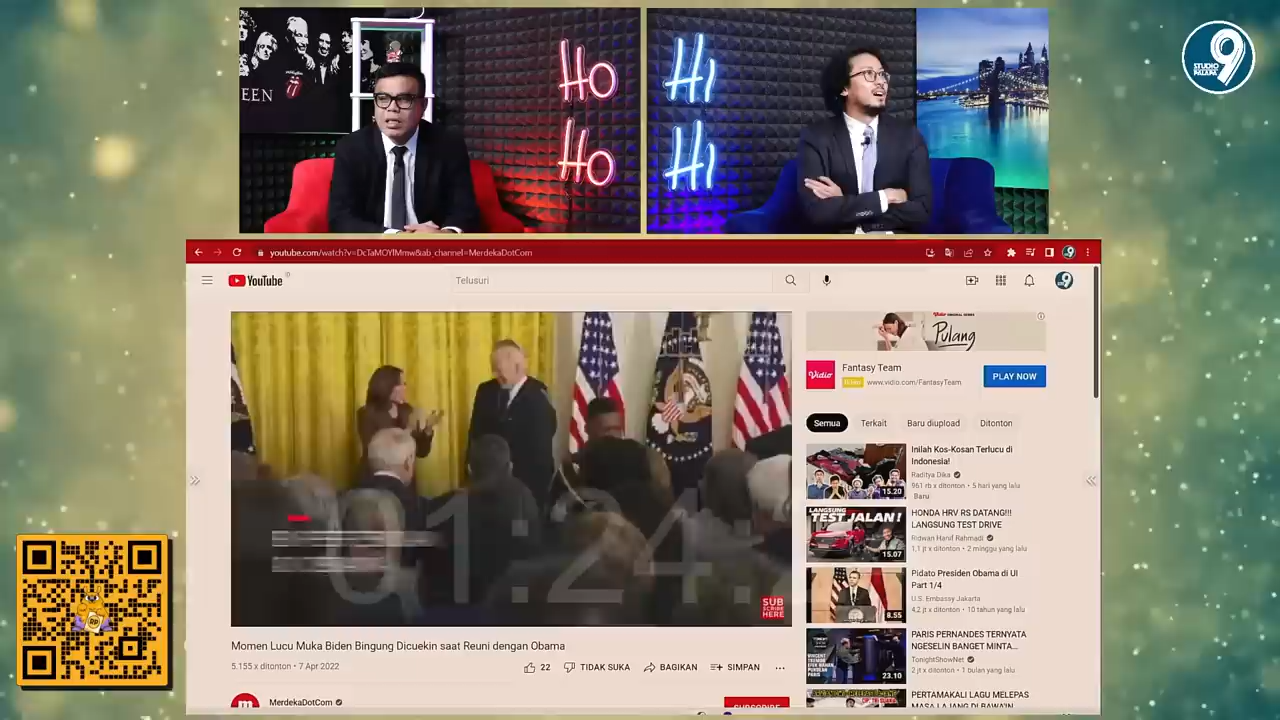 EEN
Ho
Ho
Hi
Hi
9
STUDIO
youtube.com/watch?v=DcTaMOYlMmw&ab_channel=MerdekaDotCom
YouTube
ID
Telusuri
Pulang
Vidio
Fantasy Team
www.vidio.com/FantasyTeam
PLAY NOW
Semua
Terkait
Baru diupload
Ditonton
Inilah Kos-Kosan Terlucu di
Indonesia!
Raditya Dika
961 rb x ditonton • 5 hari yang lalu
Baru
15.20
LANGSUNG
TEST JALAN!
15.07
HONDA HRV RS DATANG!!!
LANGSUNG TEST DRIVE
Ridwan Hanif Rahmadi
1,1 jt x ditonton • 2 minggu yang lalu
8.55
Pidato Presiden Obama di UI
Part 1/4
U.S. Embassy Jakarta
4,2 jt x ditonton • 10 tahun yang lalu
23.10
PARIS PERNANDES TERNYATA
NGESELIN BANGET MINTA...
TonightShowNet
2 jt x ditonton • 1 bulan yang lalu
PERTAMAKALI LAGU MELEPAS
01:24:
SUB
SCRIBE
HERE
Momen Lucu Muka Biden Bingung Dicuekin saat Reuni dengan Obama
5.155 x ditonton • 7 Apr 2022
22
TIDAK SUKA
BAGIKAN
SIMPAN
MerdekaDotCom
SUBSCRIBE
RP